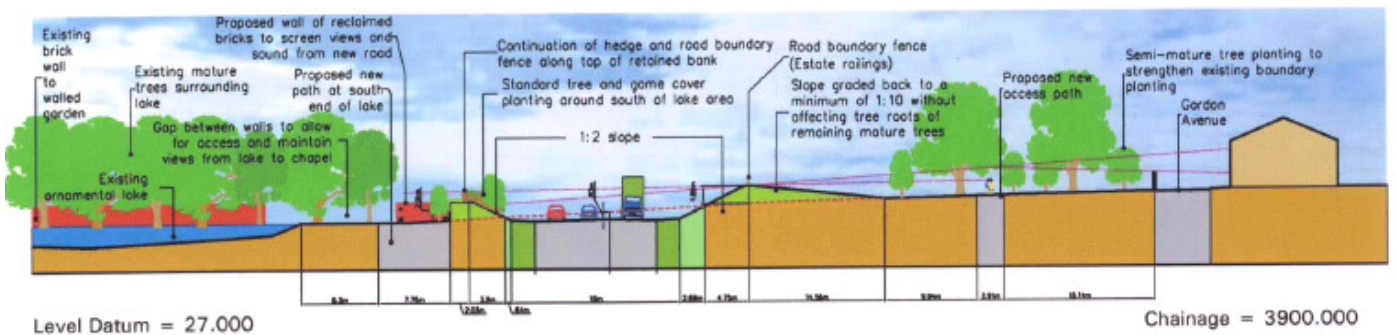 Existing
brick
wall
to
walled
garden
Existing mature
trees surrounding
lake
Gap between walls to allow
for access and maintain
views from lake to chapel
Existing
ornamental lake
Proposed wall of reclaimed
bricks to screen views and
sound from new road
Proposed new
path at south
end of lake
Continuation of hedge and road boundary
fence along top of retained bank
Standard tree and game cover
planting around south of lake area
1:2 slope
Road boundary fence
(Estate railings)
Slope graded back to a
minimum of 1:10 without
affecting tree roots of
remaining mature trees
Proposed new
access path
Semi-mature tree planting to
strengthen existing boundary
planting
Gordon
Avenue
Level Datum = 27.000
Chainage = 3900.000